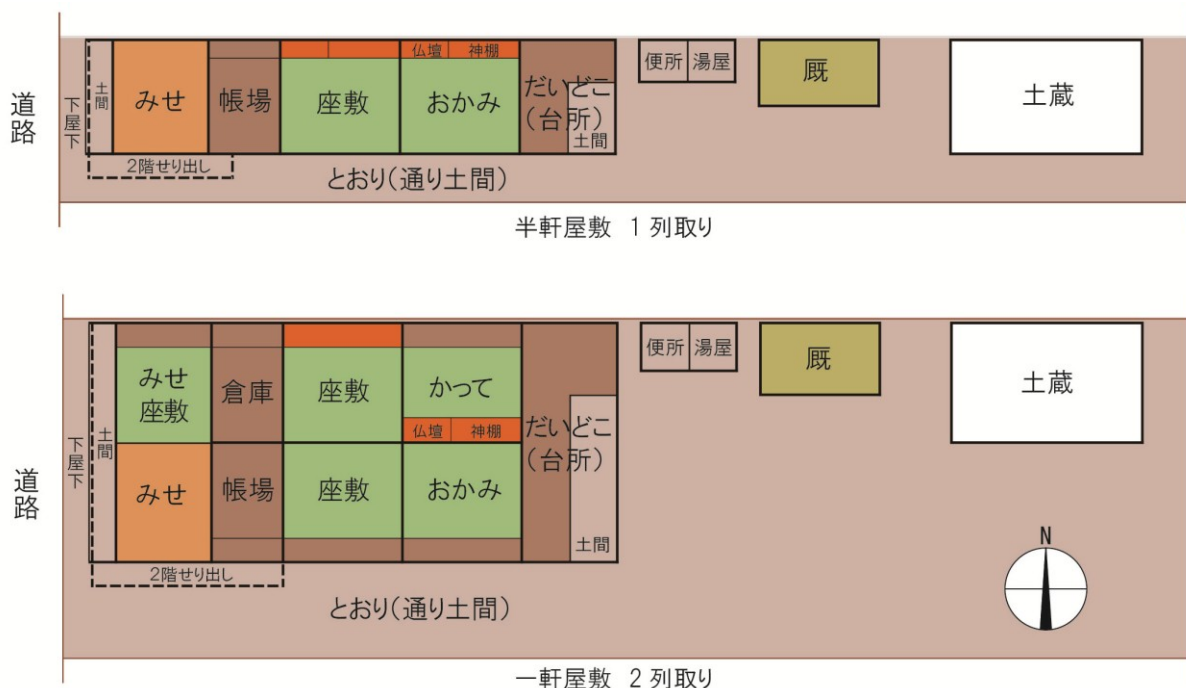 道路
下屋下
土間
みせ
帳場
座敷
仏壇
神棚
おかみ
だいどこ
(台所)
土間
便所
湯屋
厩
土蔵
2階せり出し
とおり(通り土間)
半軒屋敷 1列取り
道路
下屋下
土間
みせ
座敷
倉庫
座敷
かって
仏壇
神棚
だいどこ
(台所)
土間
みせ
帳場
座敷
おかみ
便所
湯屋
厩
土蔵
2階せり出し
とおり(通り土間)
N
一軒屋敷 2列取り